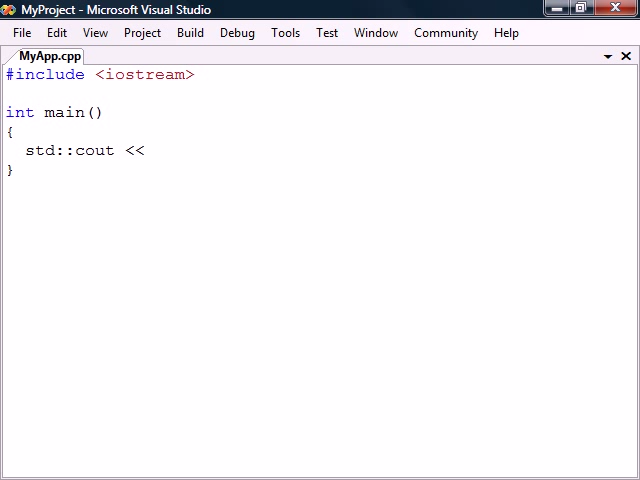 MyProject - Microsoft Visual Studio
File Edit View Project Build Debug Tools Test Window Community Help
MyApp.cpp
#include <iostream>
int main()
{
  std::cout <<
}